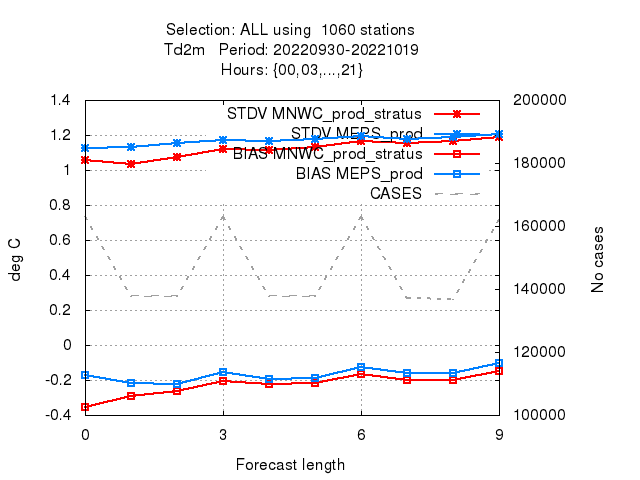 Selection: ALL using  1060 stations
Td2m   Period: 20220930-20221019
Hours: {00,03,...,21}
1.4
1.2
1
0.8
0.6
0.4
0.2
0
-0.2
-0.4
deg C
STDV MNWC_prod_stratus
STDV MEPS_prod
BIAS MNWC_prod_stratus
BIAS MEPS_prod
CASES
200000
180000
160000
140000
120000
100000
No cases
0 3 6 9
Forecast length